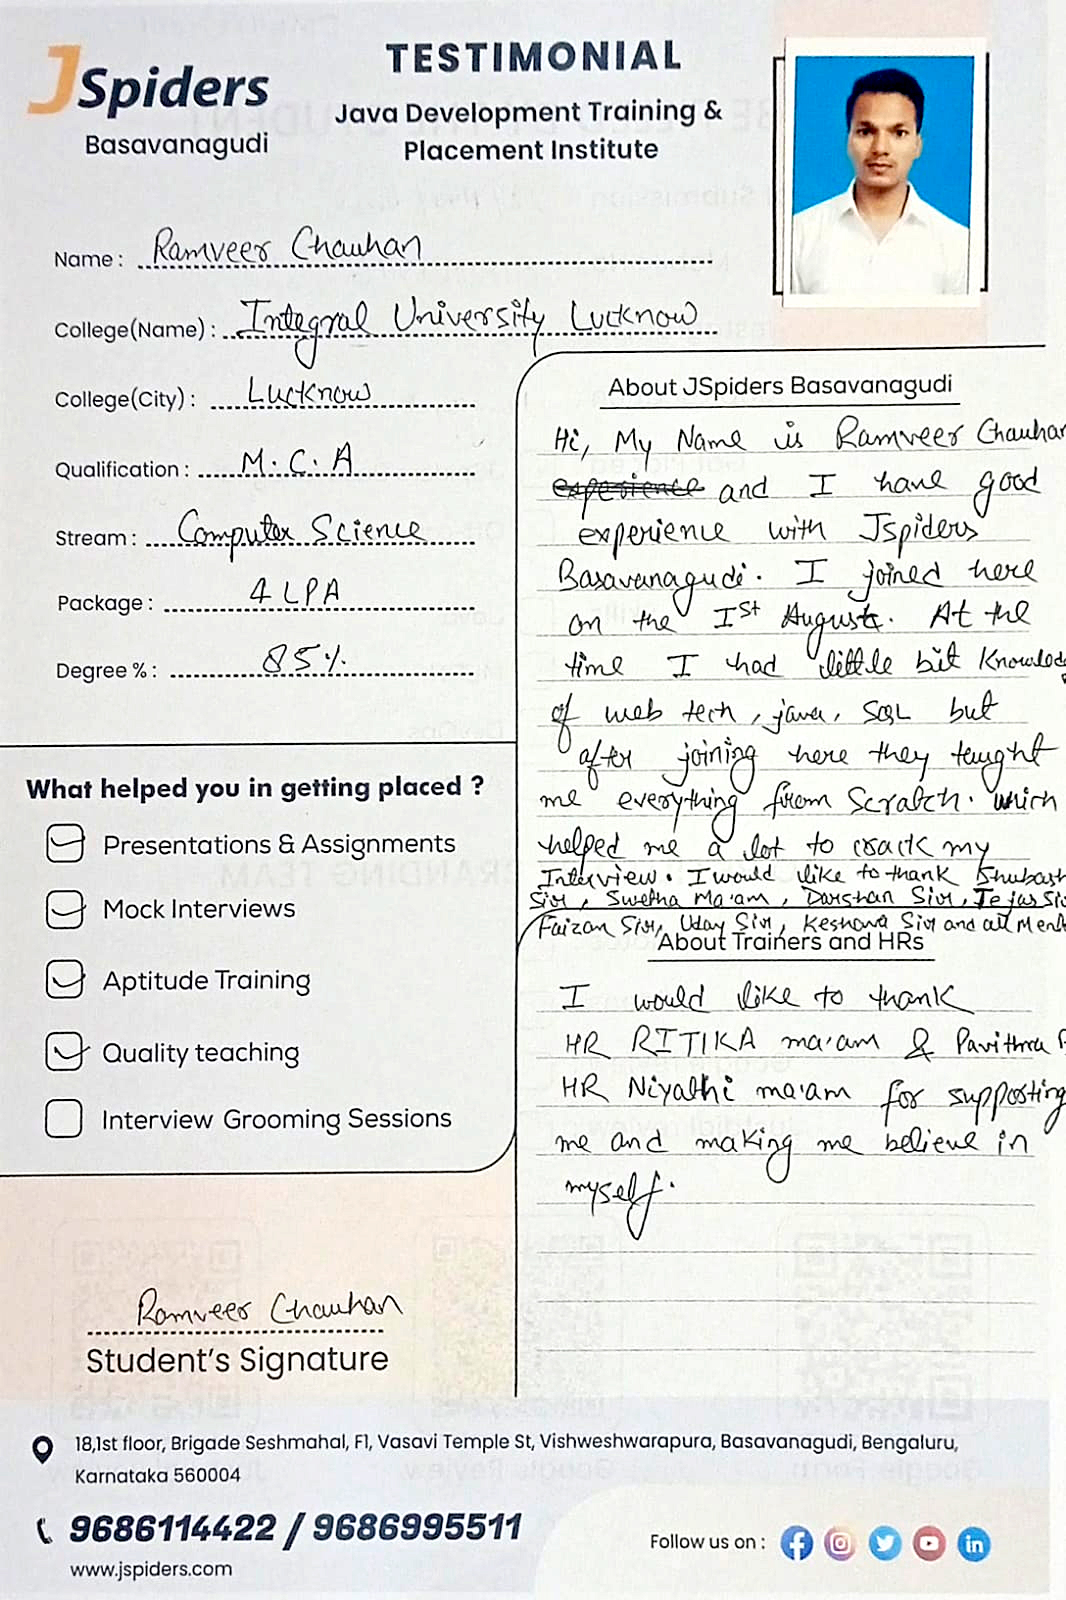 JSpiders
Basavanagudi
TESTIMONIAL
Java Development Training &
Placement Institute
Name : Ramveer Chauhan
College(Name) : Integral University Lucknow
College(City) : Lucknow
Qualification : M.C.A
Stream : Computer Science
Package : 4 LPA
Degree % : 85%
What helped you in getting placed ?
Presentations & Assignments
Mock Interviews
Aptitude Training
Quality teaching
Interview Grooming Sessions
Ramveer Chauhan
Student's Signature
About JSpiders Basavanagudi
Hi, My Name is Ramveer Chauhan
experience and I have good
experience with Jspiders
Basavanagudi. I joined here
on the 1st August. At the
time I had little bit Knowled
of web tech, java, SQL but
after joining here they taught
me everything from Scratch. which
helped me a lot to crack my
Interview. I would like to thank Khubash
Sir, Swetha Ma'am, Darshan Sir, Tejas Sir
Faizan Sir, Uday Sir, Keshava Sir and all
About Trainers and HRs
I would like to thank
HR RITIKA ma'am & Pavithra
HR Niyathi ma'am for supporting
me and making me believe in
myself.
18,1st floor, Brigade Seshmahal, F1, Vasavi Temple St, Vishweshwarapura, Basavanagudi, Bengaluru,
Karnataka 560004
9686114422 / 9686995511
www.jspiders.com
Follow us on :